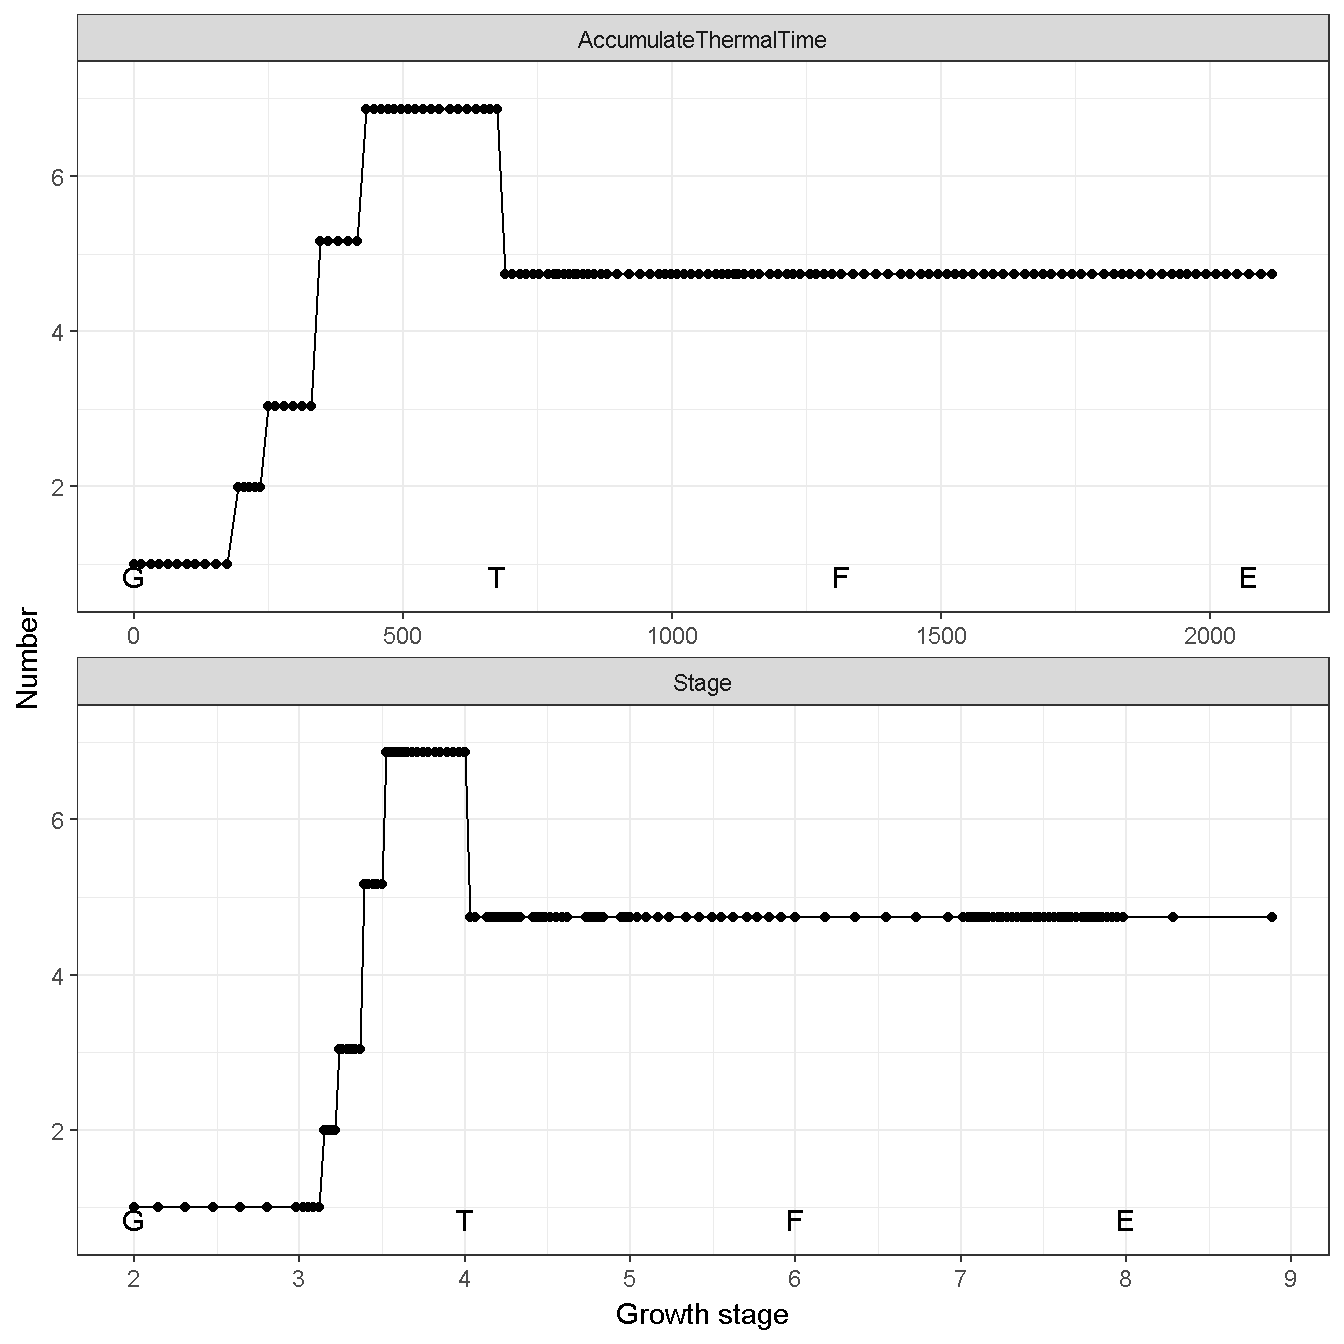 AccumulateThermalTime
6
4
2
G T F E
0 500 1000 1500 2000
Number
Stage
6
4
2
G T F E
2 3 4 5 6 7 8 9
Growth stage